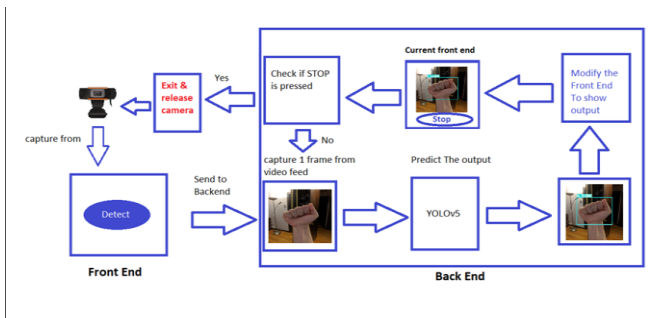 Current front end
Check if STOP
is pressed
Modify the
Front End
To show
output
Yes
Exit &
release
camera
Stop
capture from
No
capture 1 frame from
video feed
Predict The output
Send to
Backend
Detect
YOLOv5
Front End
Back End